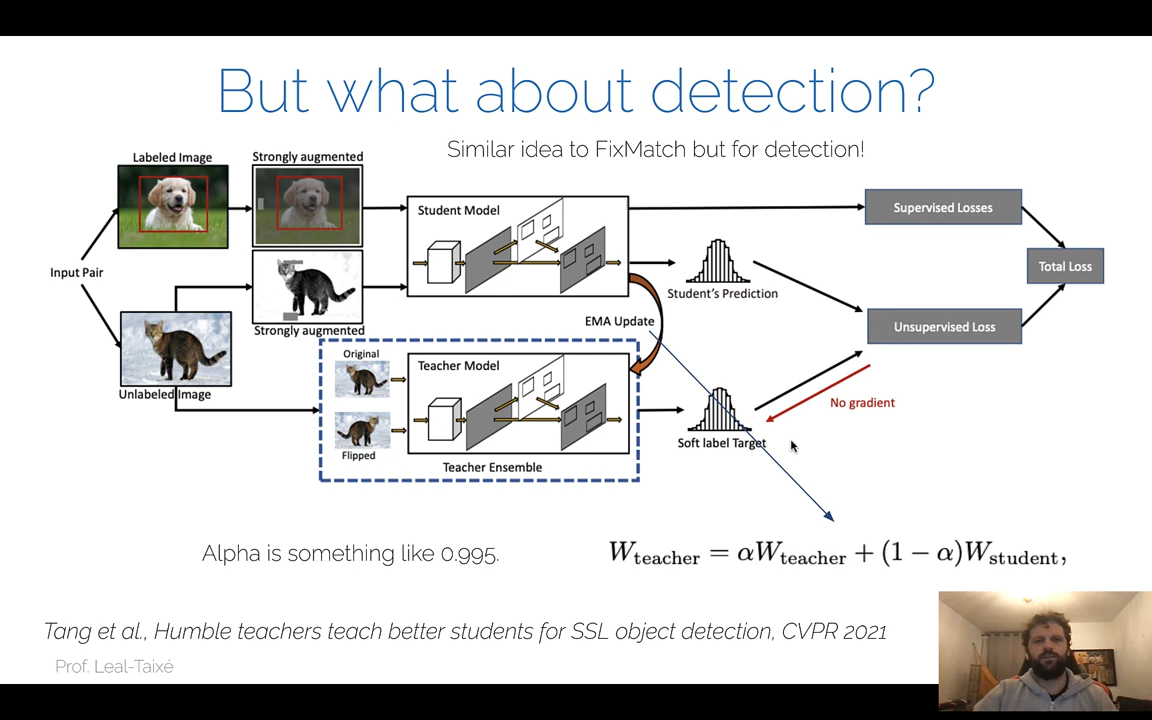 But what about detection?
Similar idea to FixMatch but for detection!
Labeled Image
Strongly augmented
Student Model
Supervised Losses
Input Pair
Total Loss
Student's Prediction
EMA Update
Unsupervised Loss
Strongly augmented
Original
Teacher Model
Unlabeled Image
No gradient
Soft label Target
Flipped
Teacher Ensemble
Alpha is something like 0.995.
W_teacher = αW_teacher + (1 − α)W_student,
Tang et al., Humble teachers teach better students for SSL object detection, CVPR 2021
Prof. Leal-Taixé